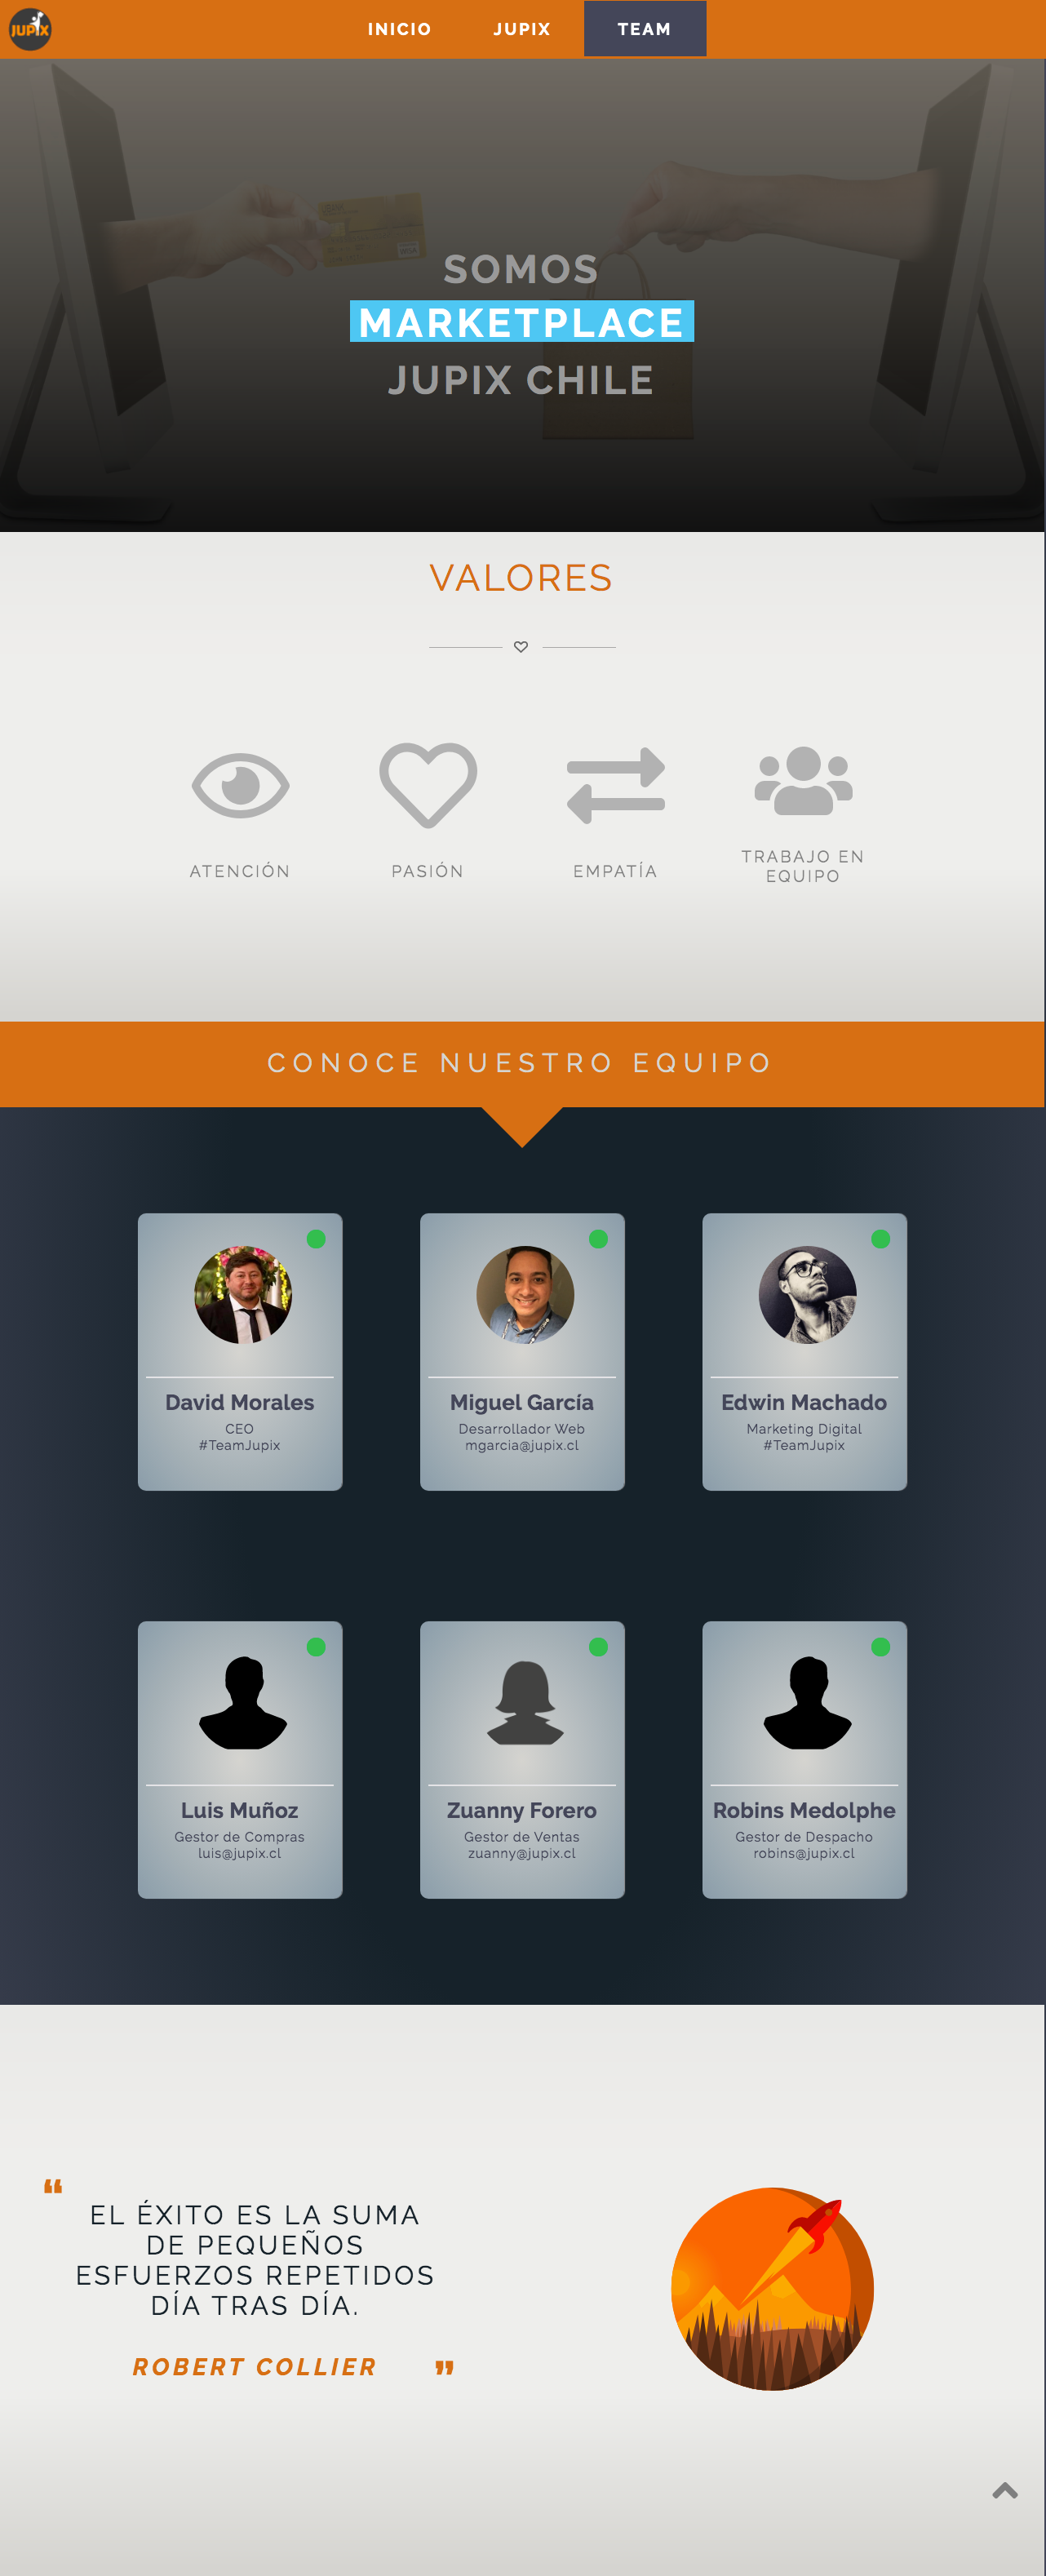 JUPIX
INICIO JUPIX TEAM
SOMOS
MARKETPLACE
JUPIX CHILE
VALORES
ATENCIÓN
PASIÓN
EMPATÍA
TRABAJO EN
EQUIPO
CONOCE NUESTRO EQUIPO
David Morales
CEO
#TeamJupix
Miguel García
Desarrollador Web
mgarcia@jupix.cl
Edwin Machado
Marketing Digital
#TeamJupix
Luis Muñoz
Gestor de Compras
luis@jupix.cl
Zuanny Forero
Gestor de Ventas
zuanny@jupix.cl
Robins Medolphe
Gestor de Despacho
robins@jupix.cl
❝
EL ÉXITO ES LA SUMA
DE PEQUEÑOS
ESFUERZOS REPETIDOS
DÍA TRAS DÍA.
ROBERT COLLIER ❞